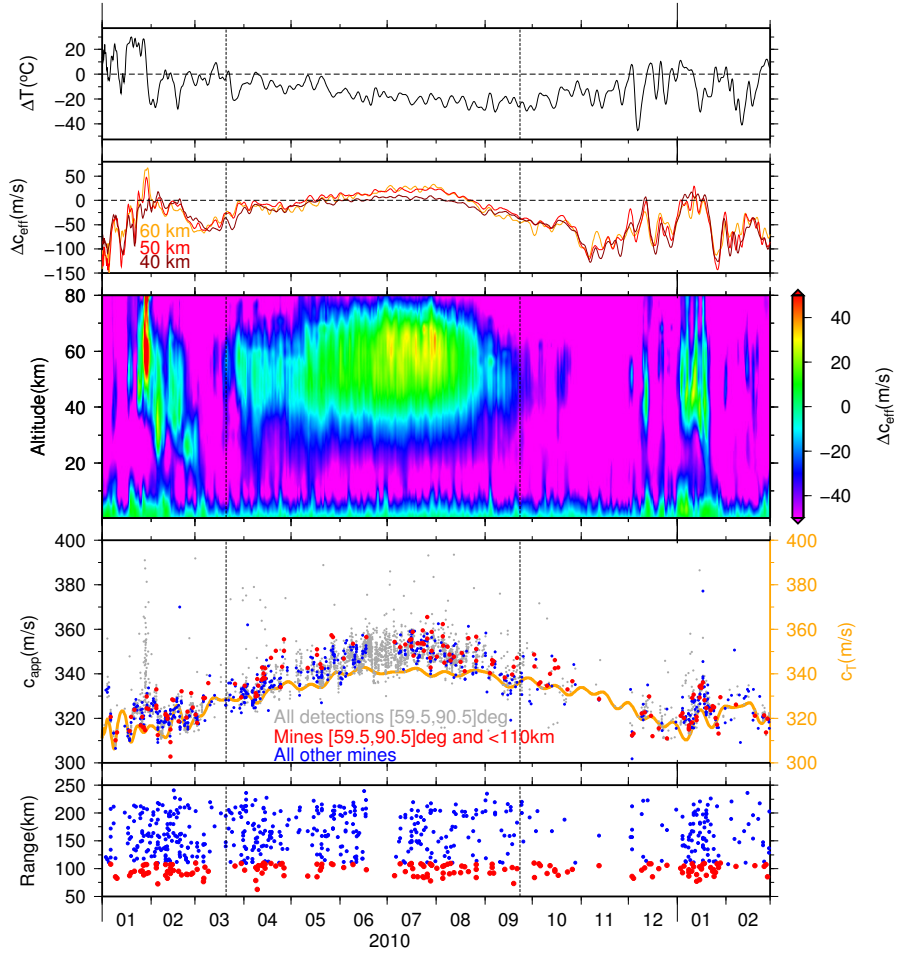 20
0
−20
−40
ΔT(°C)
50
0
−50
−100
−150
Δceff(m/s)
60 km
50 km
40 km
80
60
40
20
Altitude(km)
40
20
0
−20
−40
Δceff(m/s)
400
380
360
340
320
300
capp(m/s)
400
380
360
340
320
300
cT(m/s)
All detections [59.5,90.5]deg
Mines [59.5,90.5]deg and <110km
All other mines
250
200
150
100
50
Range(km)
01 02 03 04 05 06 07 08 09 10 11 12 01 02
2010